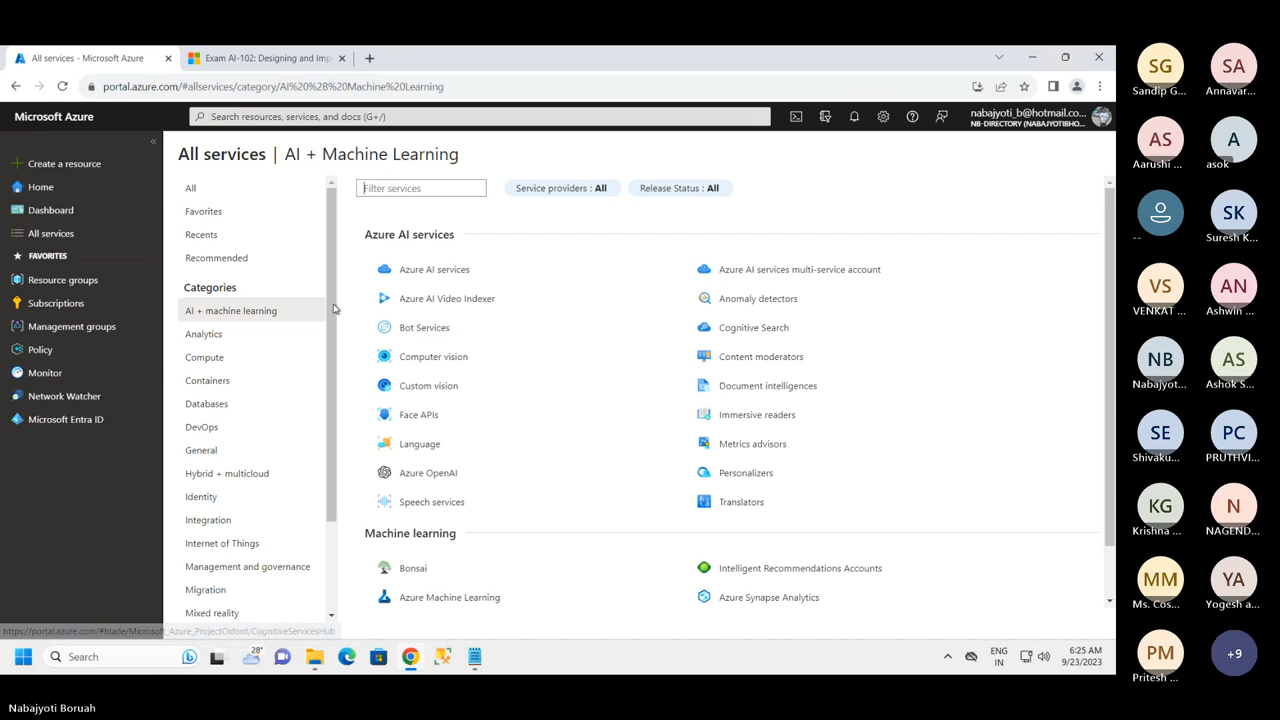 All services - Microsoft Azure
Exam AI-102: Designing and Imp
portal.azure.com/#allservices/category/AI%20%2B%20Machine%20Learning
Microsoft Azure
Search resources, services, and docs (G+/)
nabajyoti_b@hotmail.co...
NB-DIRECTORY (NABAJYOTIBHO...
Create a resource
Home
Dashboard
All services
FAVORITES
Resource groups
Subscriptions
Management groups
Policy
Monitor
Network Watcher
Microsoft Entra ID
All services | AI + Machine Learning
All
Favorites
Recents
Recommended
Categories
AI + machine learning
Analytics
Compute
Containers
Databases
DevOps
General
Hybrid + multicloud
Identity
Integration
Internet of Things
Management and governance
Migration
Mixed reality
Filter services
Service providers : All
Release Status : All
Azure AI services
Azure AI services
Azure AI services multi-service account
Azure AI Video Indexer
Anomaly detectors
Bot Services
Cognitive Search
Computer vision
Content moderators
Custom vision
Document intelligences
Face APIs
Immersive readers
Language
Metrics advisors
Azure OpenAI
Personalizers
Speech services
Translators
Machine learning
Bonsai
Intelligent Recommendations Accounts
Azure Machine Learning
Azure Synapse Analytics
https://portal.azure.com/#blade/Microsoft_Azure_ProjectOxford/CognitiveServicesHub
Search
28°
ENG
IN
6:25 AM
9/23/2023
SG
Sandip G...
SA
Annavar...
AS
Aarushi ...
A
asok
--
SK
Suresh K...
VS
VENKAT ...
AN
Ashwin ...
NB
Nabajyot...
AS
Ashok S...
SE
Shivaku...
PC
PRUTHVI...
KG
Krishna ...
N
NAGEND...
MM
Ms. Cos...
YA
Yogesh a...
PM
Pritesh ...
+9
Nabajyoti Boruah